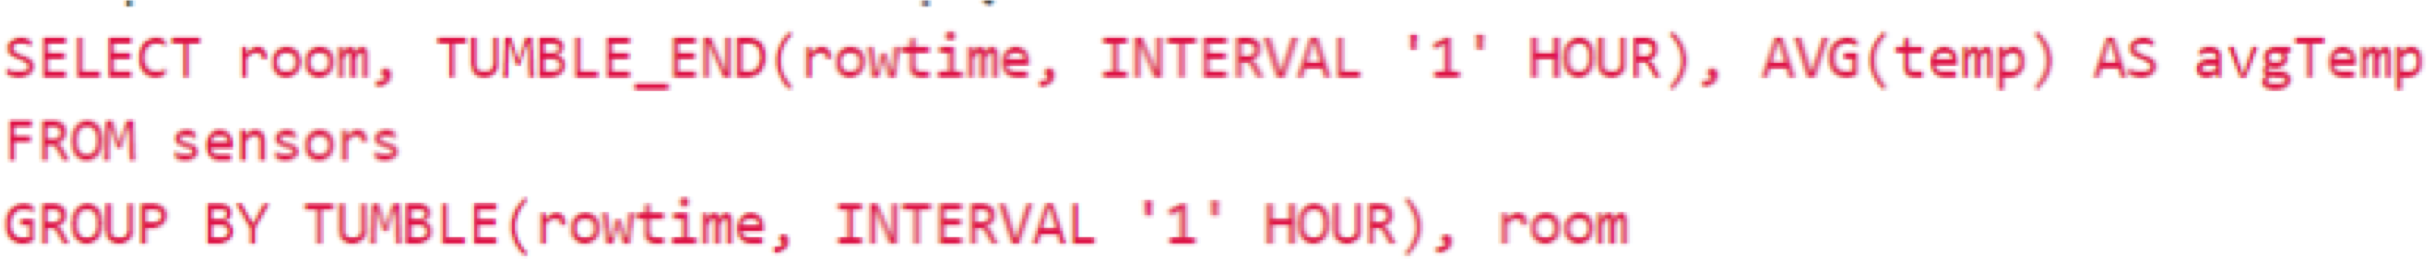 SELECT room, TUMBLE_END(rowtime, INTERVAL '1' HOUR), AVG(temp) AS avgTemp
FROM sensors
GROUP BY TUMBLE(rowtime, INTERVAL '1' HOUR), room